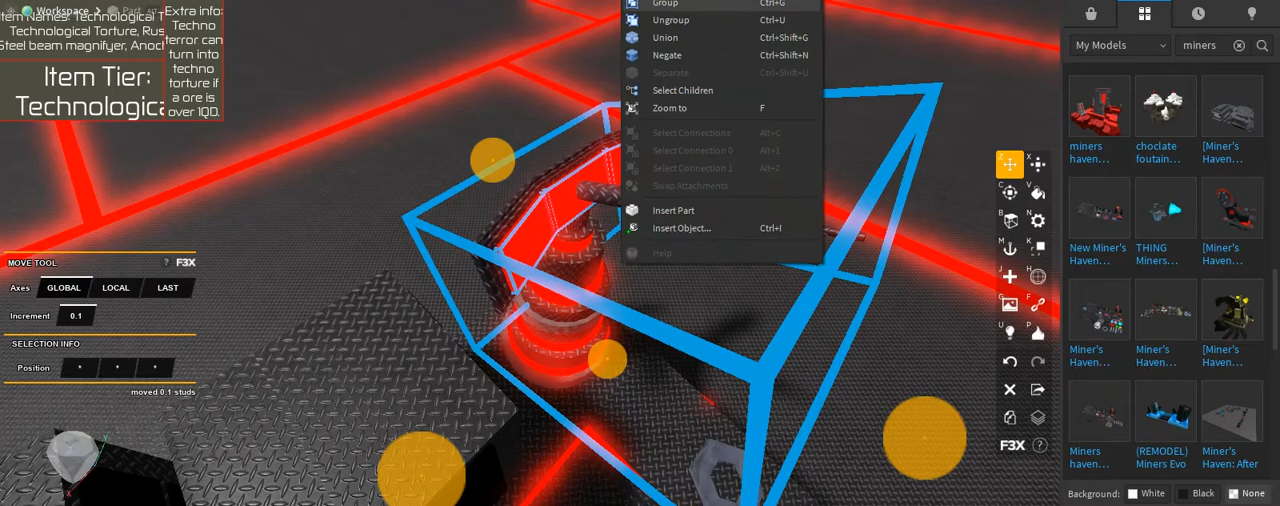 Workspace > Part
Item Names: Technological T
Technological Torture, Rus
Steel beam magnifyer, Anoch
Item Tier:
Technologica
Extra info:
Techno
terror can
turn into
techno
torture if
a ore is
over 1QD.
Group Ctrl+G
Ungroup Ctrl+U
Union Ctrl+Shift+G
Negate Ctrl+Shift+N
Separate Ctrl+Shift+U
Select Children
Zoom to F
Select Connections Alt+C
Select Connection 0 Alt+1
Select Connection 1 Alt+2
Swap Attachments
Insert Part
Insert Object... Ctrl+I
Help
MOVE TOOL ? F3X
Axes GLOBAL LOCAL LAST
Increment 0.1
SELECTION INFO
Position * * *
moved 0.1 studs
Z X
C V
B N
M K
J H
G F
U P
F3X ?
My Models miners
miners
haven...
choclate
foutain...
[Miner's
Haven...
New Miner's
Haven...
THING
Miners...
[Miner's
Haven...
Miner's
Haven...
Miner's
Haven...
[Miner's
Haven...
Miners
haven...
(REMODEL)
Miners Evo
Miner's
Haven: After
Background: White Black None